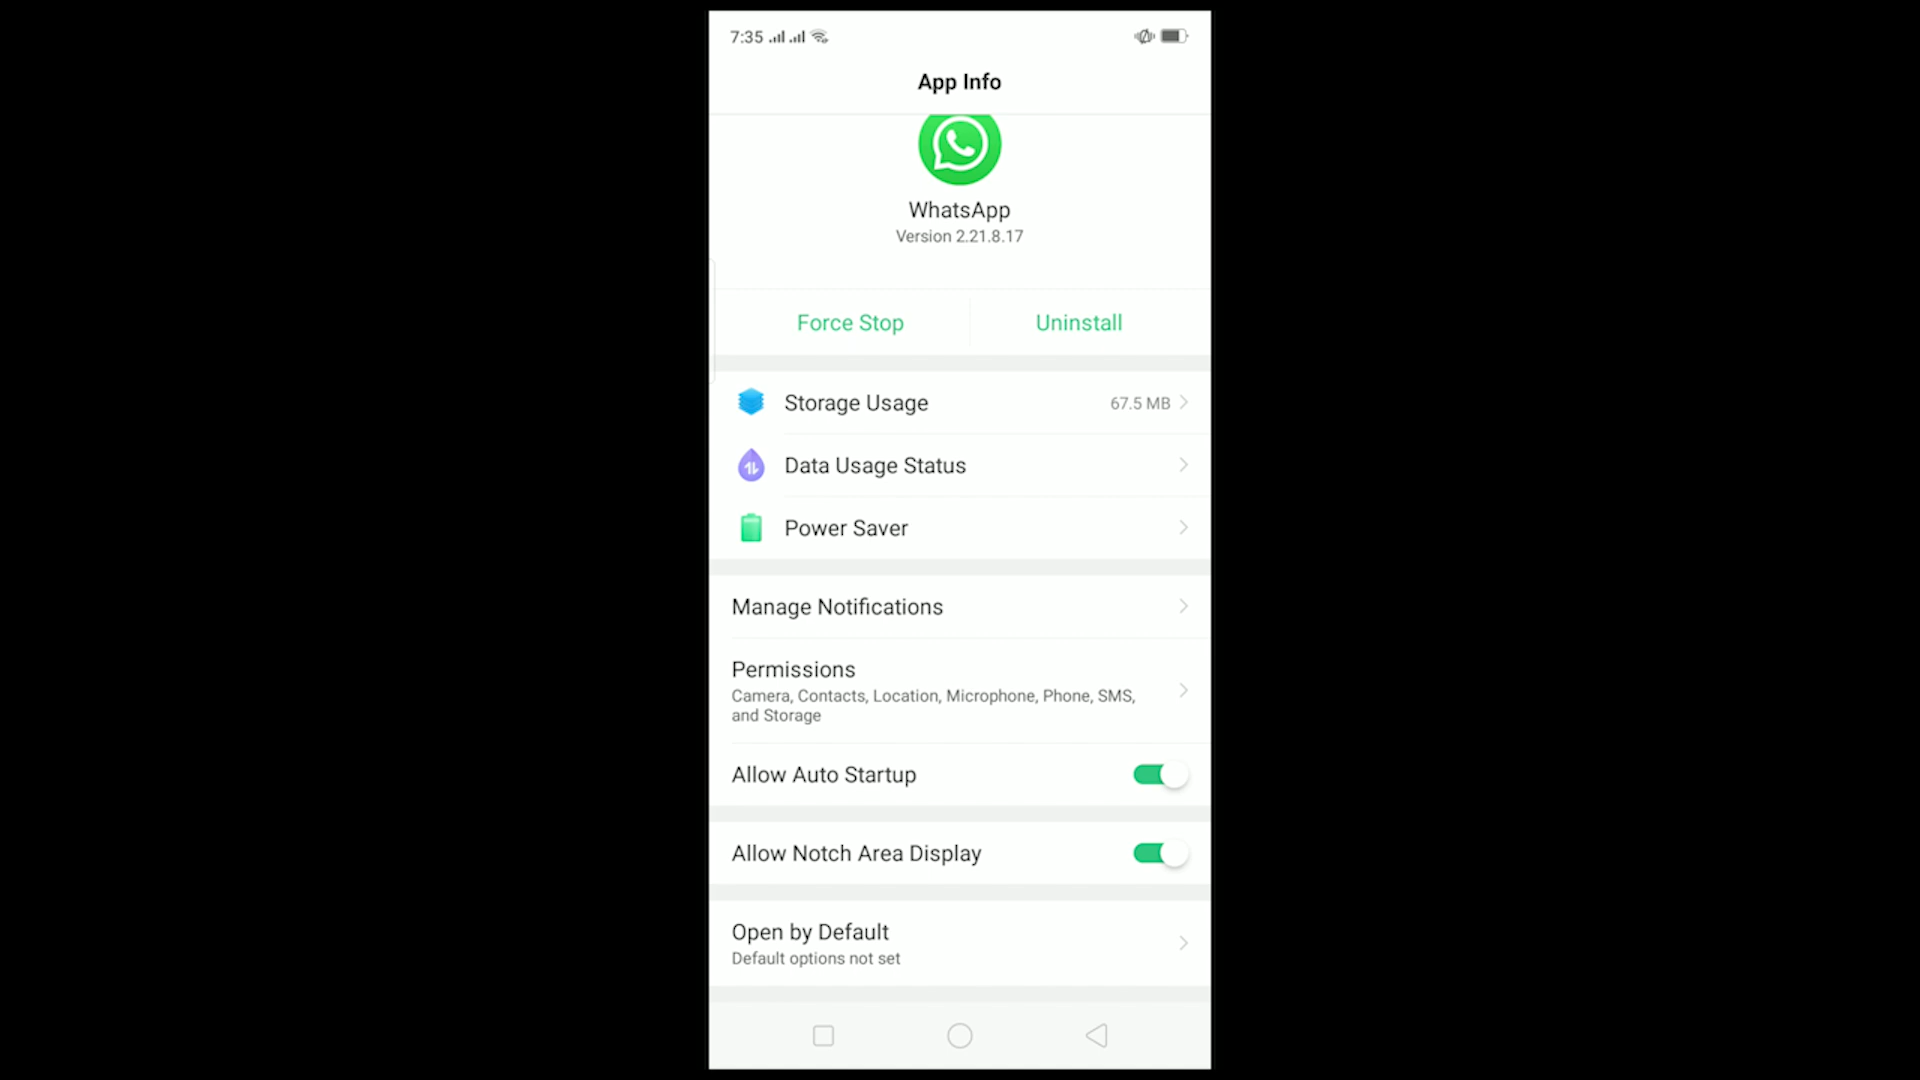 7:35
App Info
WhatsApp
Version 2.21.8.17
Force Stop
Uninstall
Storage Usage
67.5 MB
Data Usage Status
Power Saver
Manage Notifications
Permissions
Camera, Contacts, Location, Microphone, Phone, SMS,
and Storage
Allow Auto Startup
Allow Notch Area Display
Open by Default
Default options not set